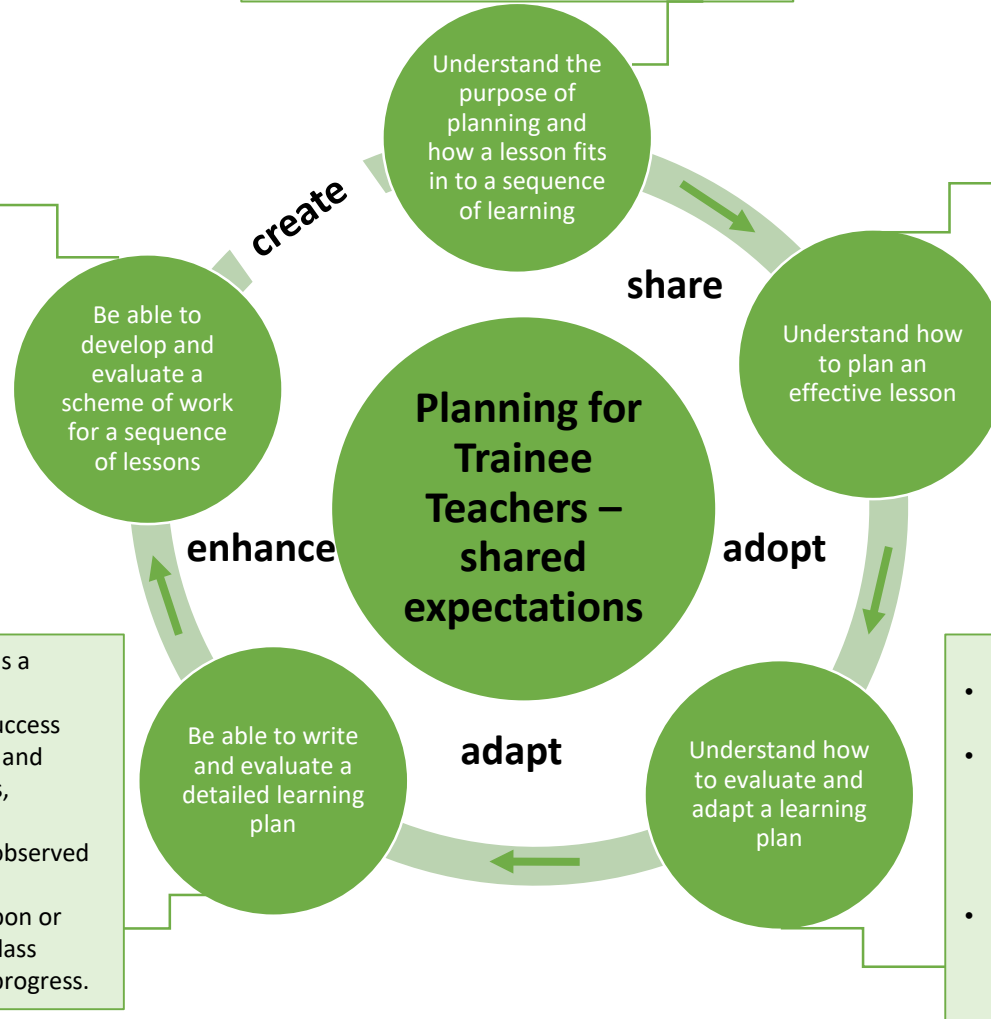 Understand the
purpose of
planning and
how a lesson fits
in to a sequence
of learning
share
Understand how
to plan an
effective lesson
adopt
Understand how
to evaluate and
adapt a learning
plan
adapt
Be able to write
and evaluate a
detailed learning
plan
enhance
Be able to
develop and
evaluate a
scheme of work
for a sequence
of lessons
create
Planning for
Trainee
Teachers –
shared
expectations
s a
uccess
and
s,
observed
pon or
lass
progress.
•
•
•